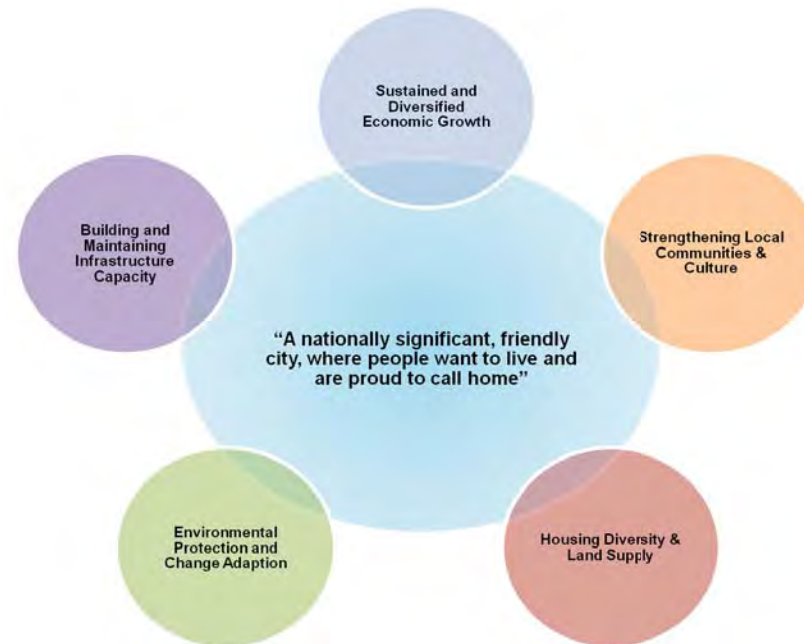 Sustained and
Diversified
Economic Growth
Building and
Maintaining
Infrastructure
Capacity
Strengthening Local
Communities &
Culture
“A nationally significant, friendly
city, where people want to live and
are proud to call home”
Environmental
Protection and
Change Adaption
Housing Diversity &
Land Supply